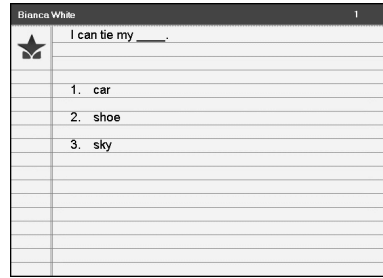 Bianca White 1
I can tie my ____.
1. car
2. shoe
3. sky